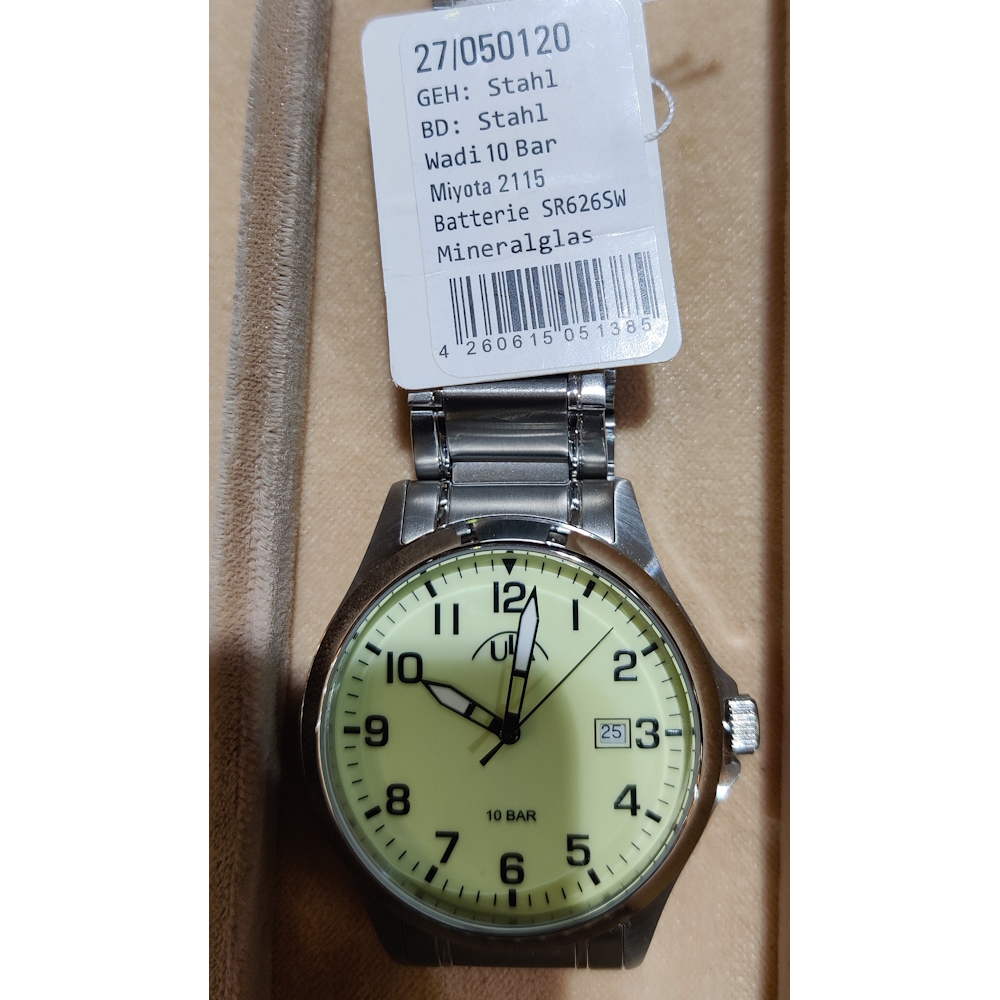 27/050120
GEH: Stahl
BD: Stahl
Wadi 10 Bar
Miyota 2115
Batterie SR626SW
Mineralglas
4 260615 051385
12
11
1
10
2
9
25
3
8
4
10 BAR
7
5
6